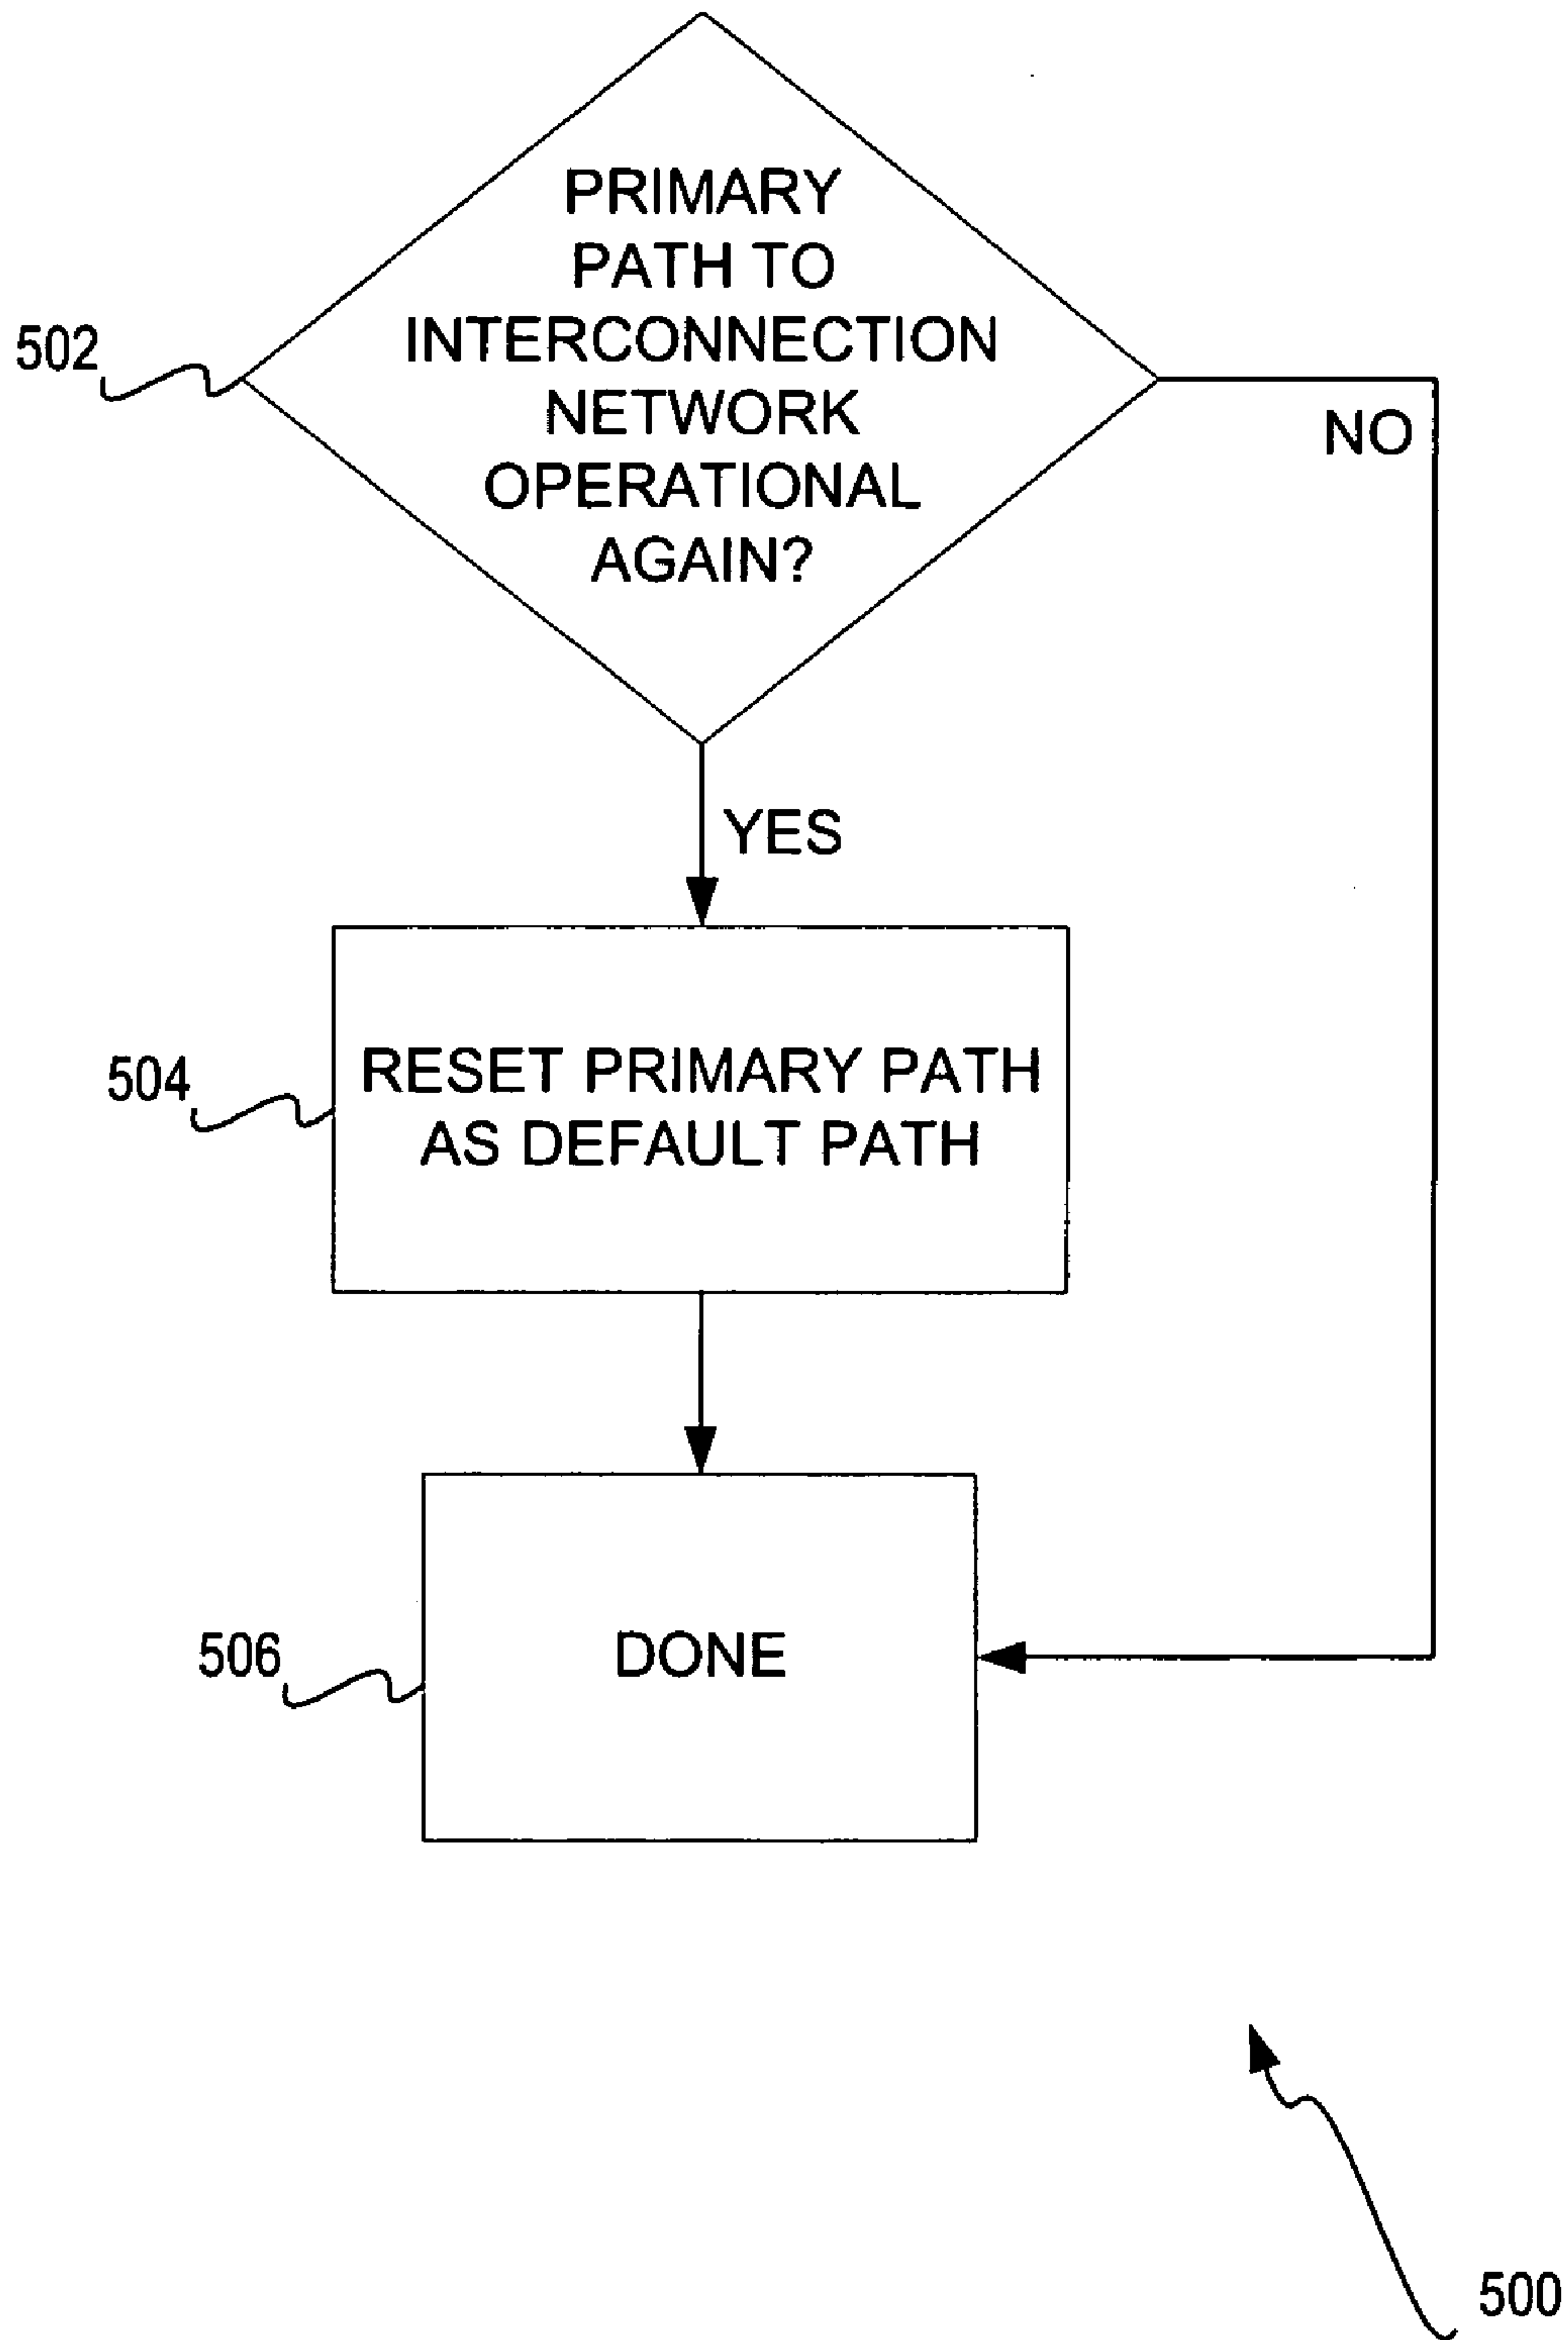 PRIMARY
PATH TO
INTERCONNECTION
NETWORK
OPERATIONAL
AGAIN?
502
NO
YES
504
RESET PRIMARY PATH
AS DEFAULT PATH
506
DONE
500